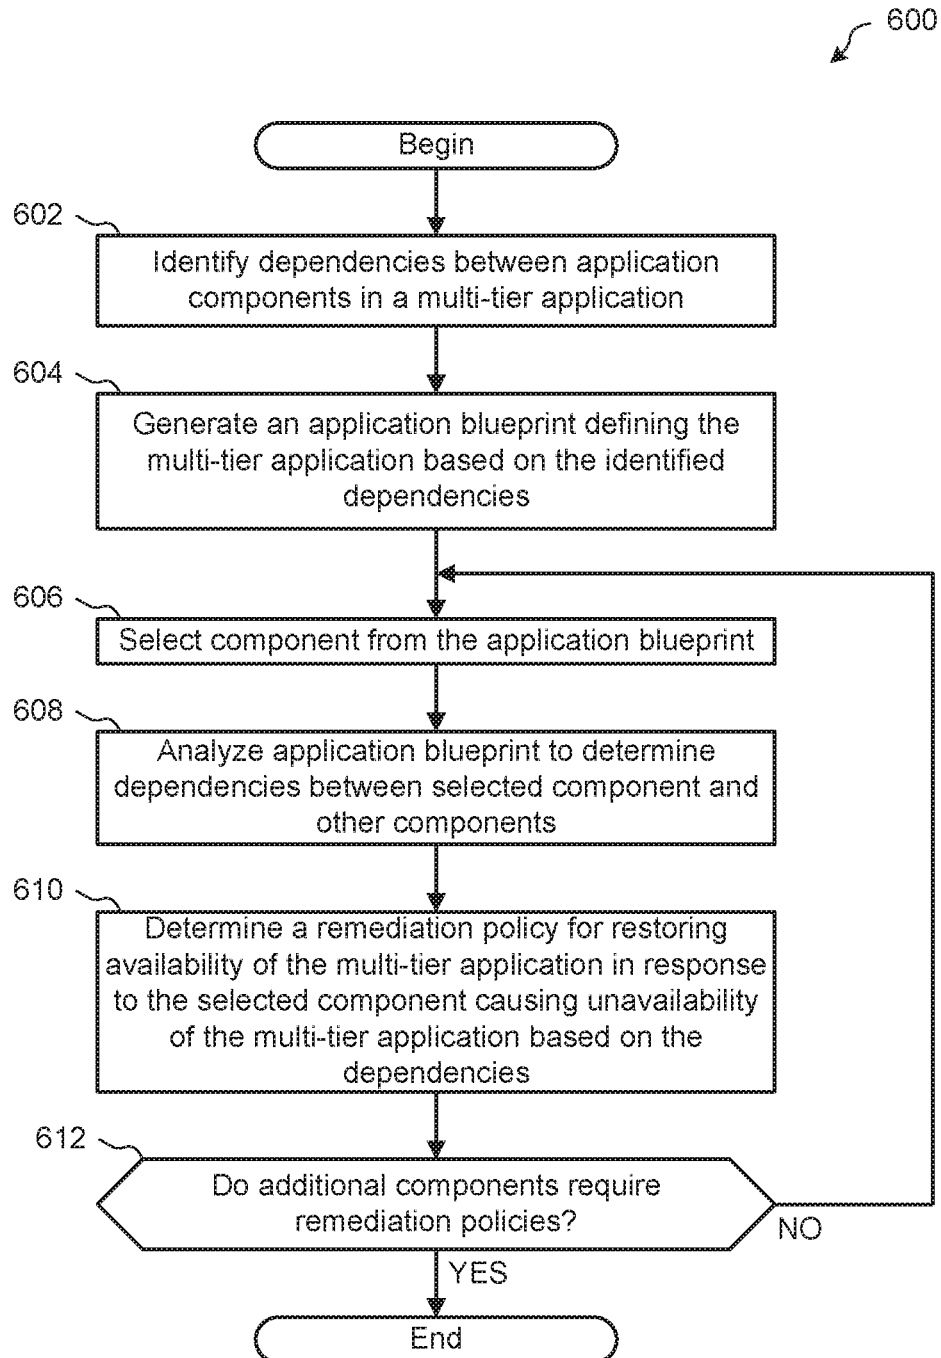 600
Begin
602
Identify dependencies between application
components in a multi-tier application
604
Generate an application blueprint defining the
multi-tier application based on the identified
dependencies
606
Select component from the application blueprint
608
Analyze application blueprint to determine
dependencies between selected component and
other components
610
Determine a remediation policy for restoring
availability of the multi-tier application in response
to the selected component causing unavailability
of the multi-tier application based on the
dependencies
612
Do additional components require
remediation policies?
NO
YES
End